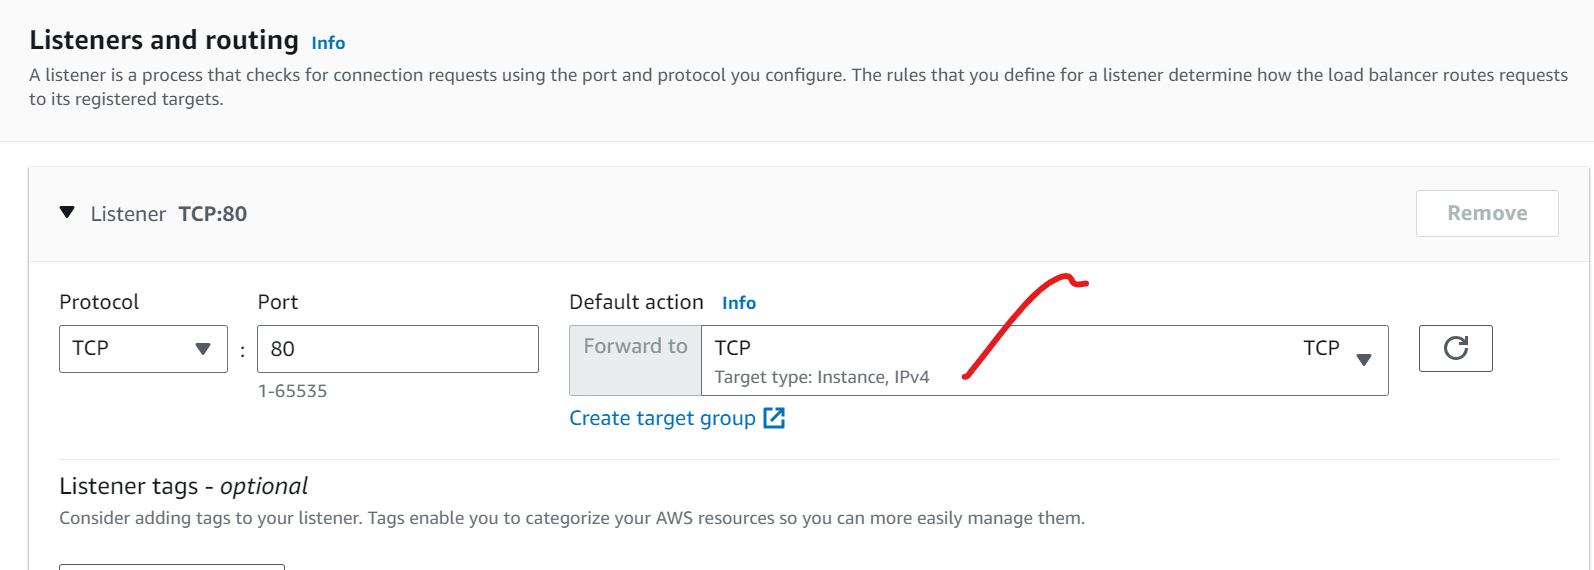 Listeners and routing Info
A listener is a process that checks for connection requests using the port and protocol you configure. The rules that you define for a listener determine how the load balancer routes requests
to its registered targets.
Listener TCP:80
Remove
Protocol Port Default action Info
TCP : 80 Forward to TCP TCP
Target type: Instance, IPv4
1-65535
Create target group
Listener tags - optional
Consider adding tags to your listener. Tags enable you to categorize your AWS resources so you can more easily manage them.